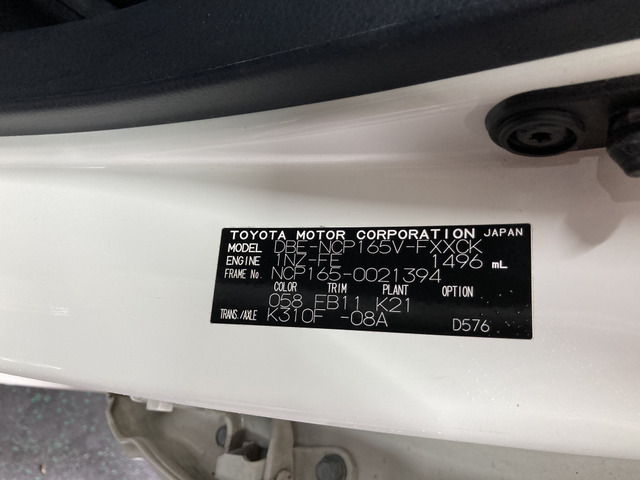 TOYOTA MOTOR CORPORATION JAPAN
MODEL DBE-NCP165V-FXXCK
ENGINE 1NZ-FE 1496 mL
FRAME No. NCP165-0021394
COLOR TRIM PLANT OPTION
058 FB11 K21
TRANS./AXLE K310F -08A D576